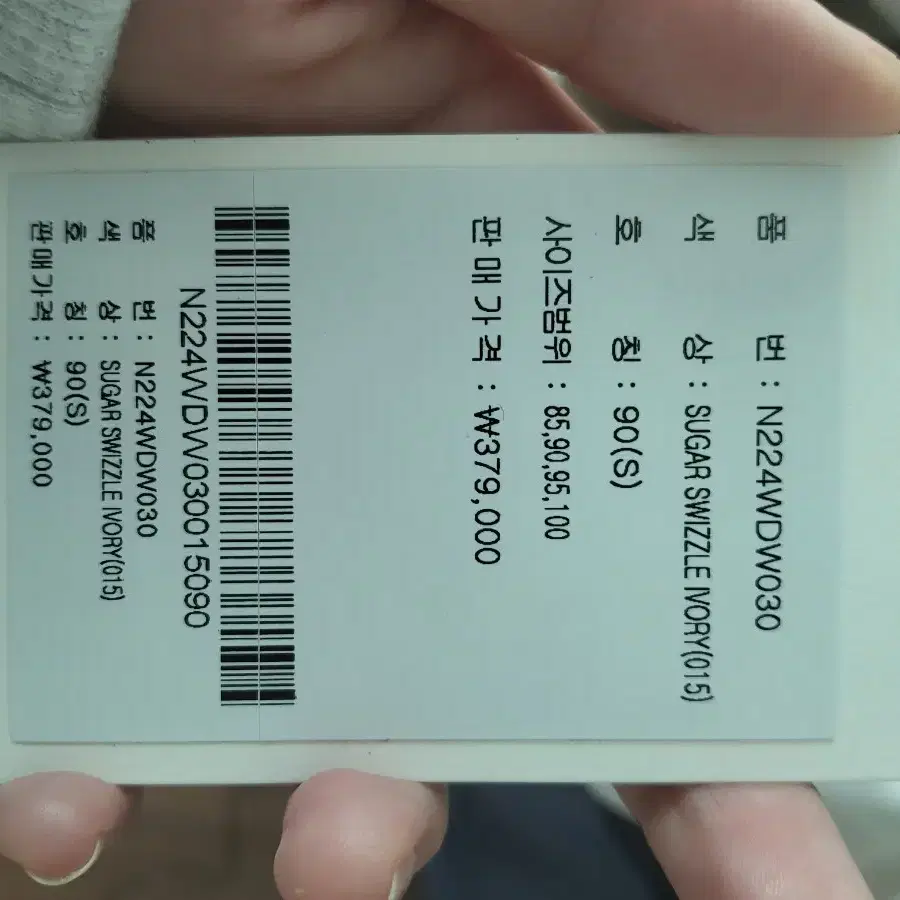 품 번 : N224WDW030
색 상 : SUGAR SWIZZLE IVORY(015)
호 칭 : 90(S)
사이즈범위 : 85,90,95,100
판 매 가 격 : ₩379,000
N224WDW030015090
품 번 : N224WDW030
색 상 : SUGAR SWIZZLE IVORY(015)
호 칭 : 90(S)
판매가격 : ₩379,000